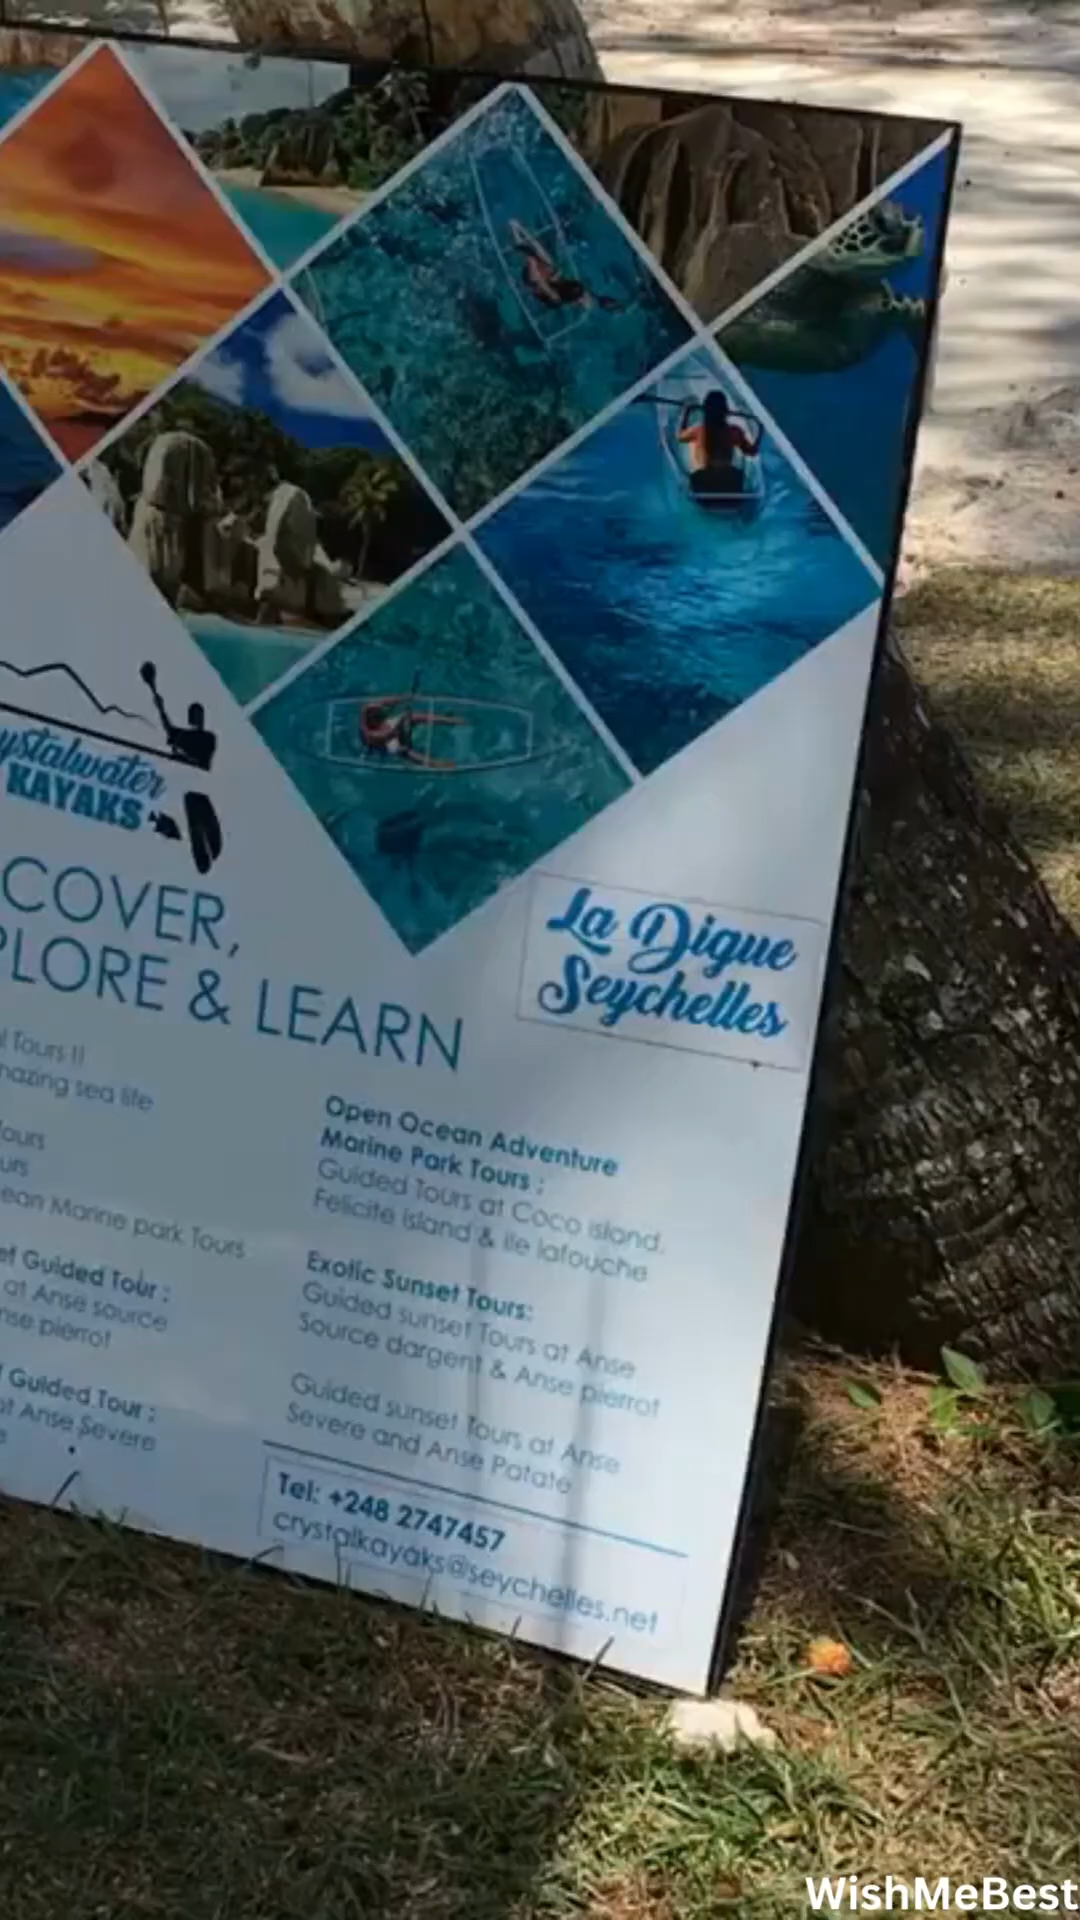 ystalwater
KAYAKS
COVER,
PLORE & LEARN
La Digue
Seychelles
Tours !!
mazing sea life
Tours
urs
ean Marine park Tours
et Guided Tour :
at Anse source
nse pierrot
Guided Tour :
at Anse Severe
e
Open Ocean Adventure
Marine Park Tours :
Guided Tours at Coco island,
Felicite island & ile lafouche
Exotic Sunset Tours:
Guided sunset Tours at Anse
Source dargent & Anse pierrot
Guided sunset Tours at Anse
Severe and Anse Patate
Tel: +248 2747457
crystalkayaks@seychelles.net
WishMeBest